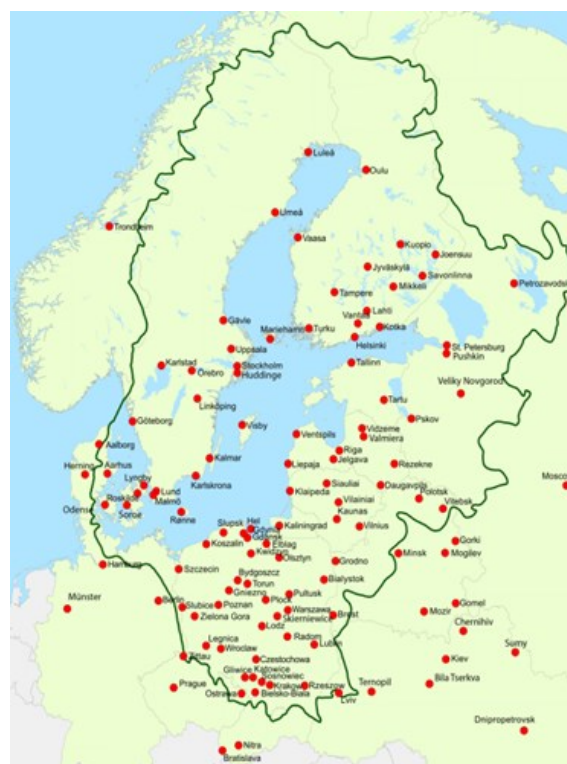 Luleå
Oulu
Umeå
Trondheim
Vaasa
Kuopio
Joensuu
Jyväskylä
Savonlinna
Mikkeli
Petrozavodsk
Tampere
Lahti
Vantaa
Gävle
Mariehamn
Turku
Kotka
Helsinki
Uppsala
St. Petersburg
Pushkin
Karlstad
Örebro
Stockholm
Huddinge
Tallinn
Veliky Novgorod
Linköping
Tartu
Göteborg
Visby
Pskov
Vidzeme
Valmiera
Aalborg
Ventspils
Riga
Jelgava
Kalmar
Liepaja
Rezekne
Herning
Aarhus
Karlskrona
Moscow
Lyngby
Lund
Malmö
Siauliai
Daugavpils
Klaipeda
Polotsk
Roskilde
Odense
Soroe
Vilainiai
Vitebsk
Rønne
Kaunas
Vilnius
Slupsk
Hel
Gdynia
Gdansk
Kaliningrad
Koszalin
Elblag
Kwidzyn
Olsztyn
Gorki
Minsk
Mogilev
Hamburg
Szczecin
Grodno
Bydgoszcz
Torun
Bialystok
Gniezno
Pultusk
Münster
Berlin
Slubice
Poznan
Plock
Warszawa
Brest
Gomel
Mozir
Zielona Gora
Skierniewice
Chernihiv
Lodz
Radom
Legnica
Wroclaw
Lublin
Zittau
Czestochowa
Kiev
Sumy
Gliwice
Katowice
Sosnowiec
Prague
Krakow
Rzeszow
Ternopil
Bila Tserkva
Ostrawa
Bielsko-Biala
Lviv
Dnipropetrovsk
Nitra
Bratislava